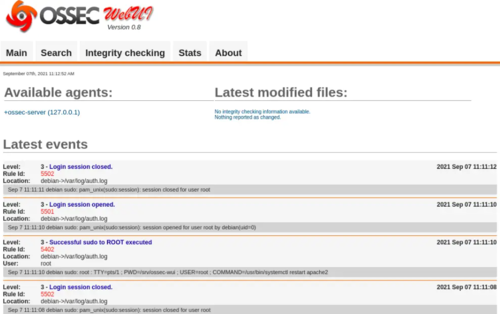 OSSEC WebUI
Version 0.8
Main Search Integrity checking Stats About
September 07th, 2021 11:12:52 AM
Available agents: Latest modified files:
+ossec-server (127.0.0.1) No integrity checking information available.
Nothing reported as changed.
Latest events
Level: 3 - Login session closed. 2021 Sep 07 11:11:12
Rule Id: 5502
Location: debian->/var/log/auth.log
Sep 7 11:11:11 debian sudo: pam_unix(sudo:session): session closed for user root
Level: 3 - Login session opened. 2021 Sep 07 11:11:10
Rule Id: 5501
Location: debian->/var/log/auth.log
Sep 7 11:11:10 debian sudo: pam_unix(sudo:session): session opened for user root by debian(uid=0)
Level: 3 - Successful sudo to ROOT executed 2021 Sep 07 11:11:10
Rule Id: 5402
Location: debian->/var/log/auth.log
User: root
Sep 7 11:11:10 debian sudo: root : TTY=pts/1 ; PWD=/srv/ossec-wui ; USER=root ; COMMAND=/usr/bin/systemctl restart apache2
Level: 3 - Login session closed. 2021 Sep 07 11:11:08
Rule Id: 5502
Location: debian->/var/log/auth.log
Sep 7 11:11:08 debian sudo: pam_unix(sudo:session): session closed for user root